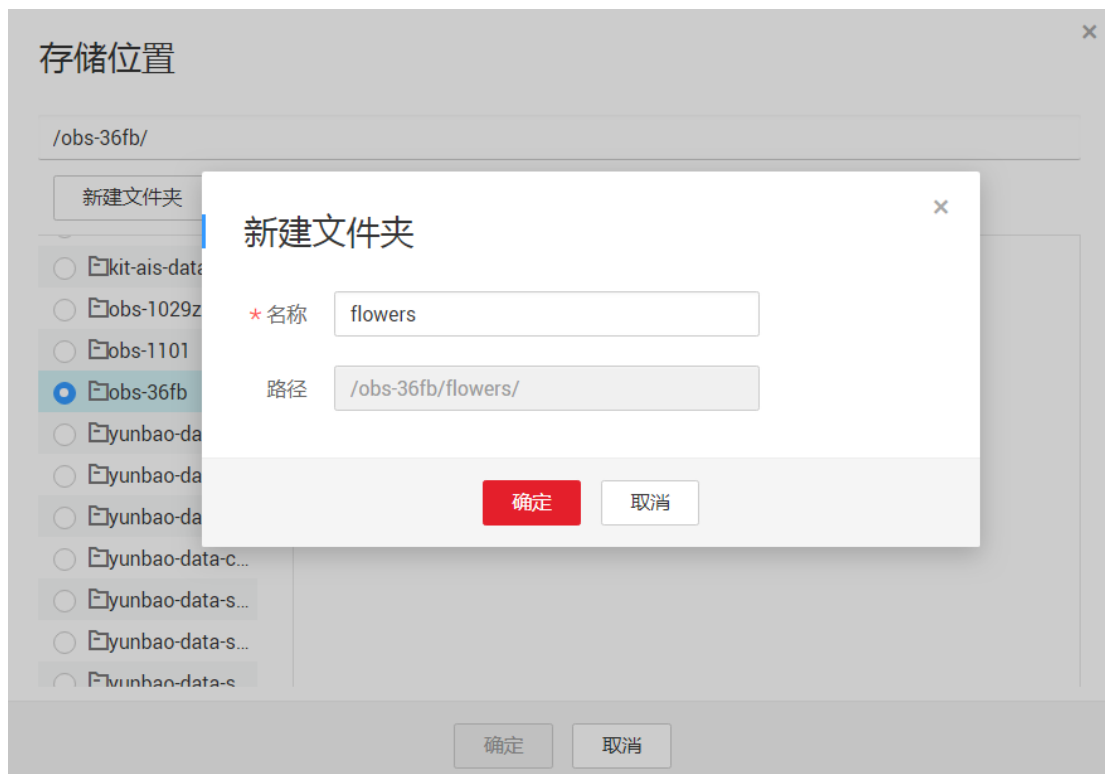 存储位置
/obs-36fb/
新建文件夹
新建文件夹
* 名称 flowers
路径 /obs-36fb/flowers/
确定 取消
kit-ais-data
obs-1029z
obs-1101
obs-36fb
yunbao-da
yunbao-da
yunbao-da
yunbao-data-c...
yunbao-data-s...
yunbao-data-s...
yunbao-data-s
确定 取消